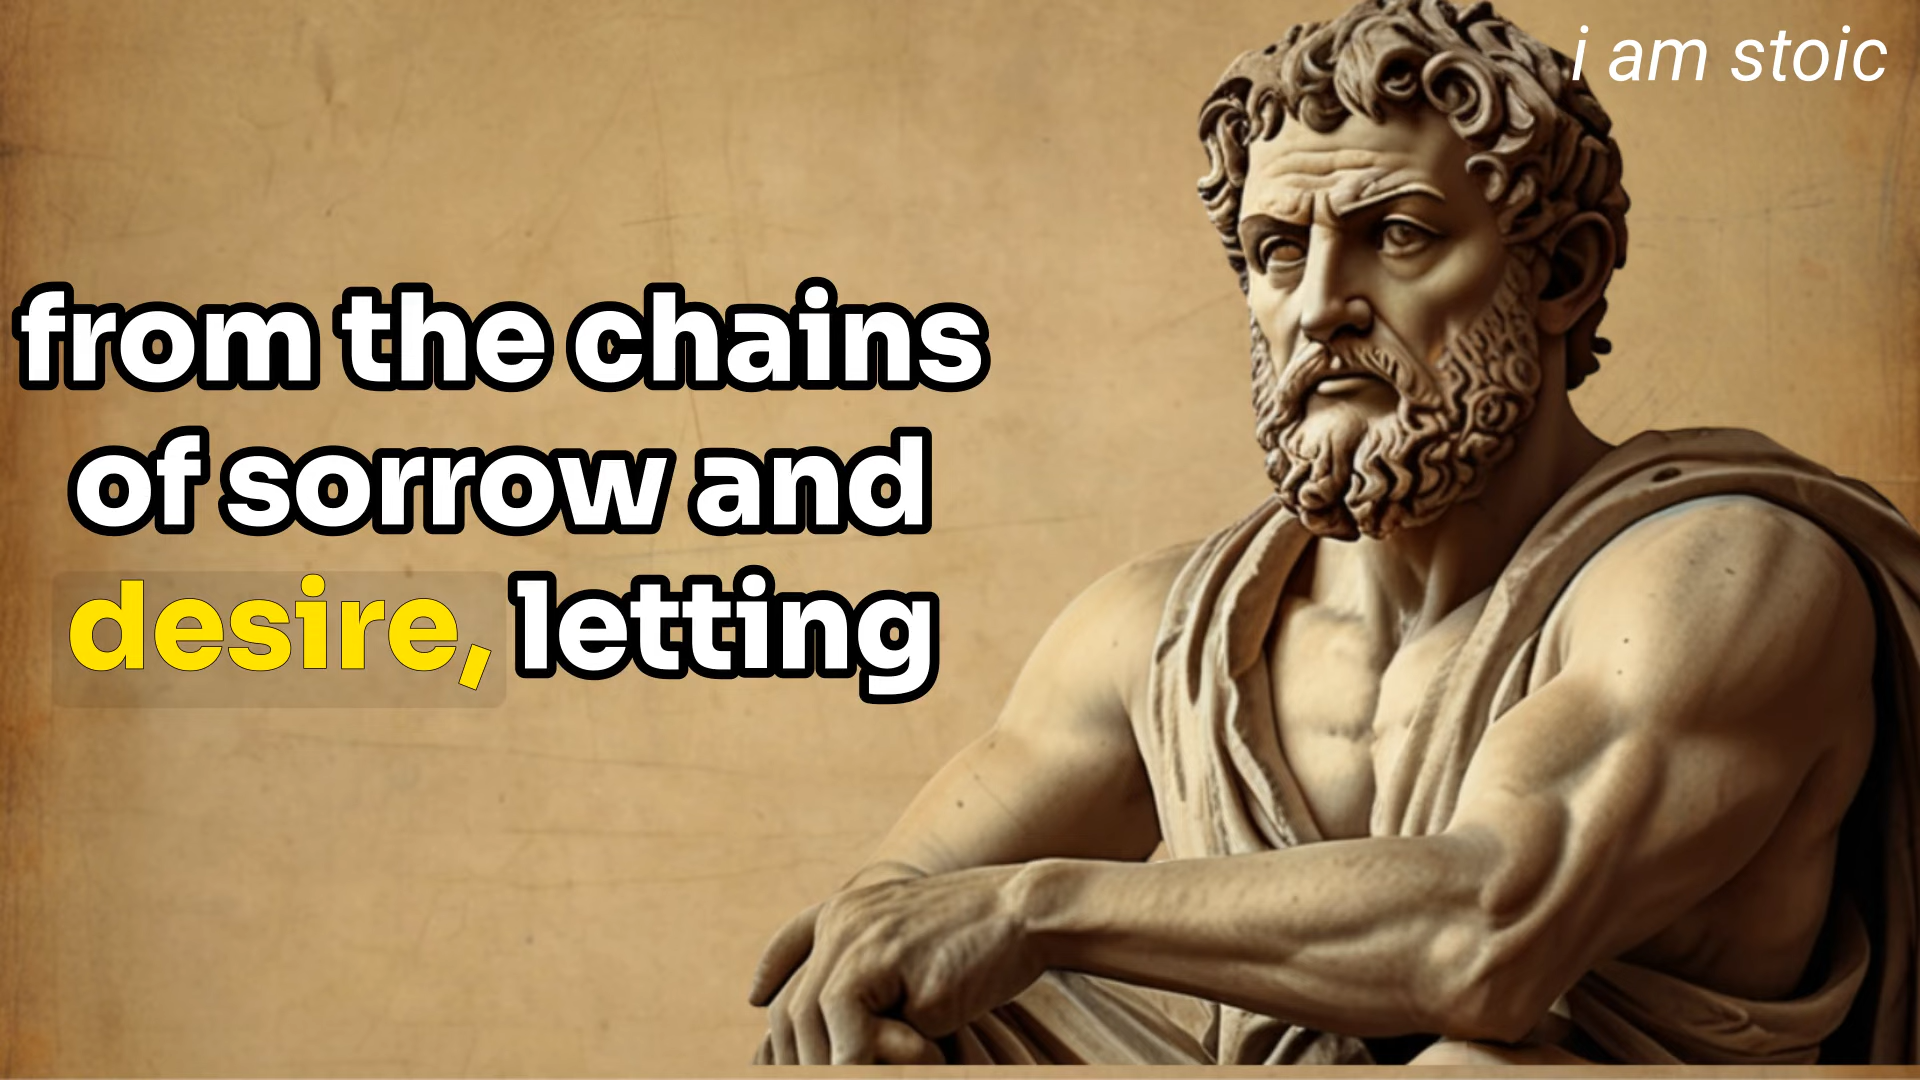 i am stoic
from the chains
of sorrow and
desire, letting